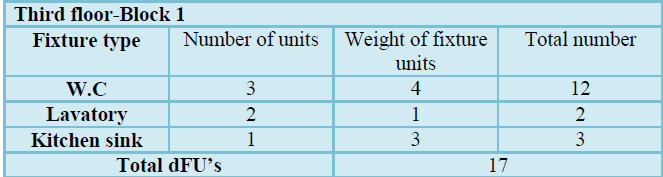 Third floor-Block 1
Fixture type Number of units Weight of fixture units Total number
W.C 3 4 12
Lavatory 2 1 2
Kitchen sink 1 3 3
Total dFU's 17